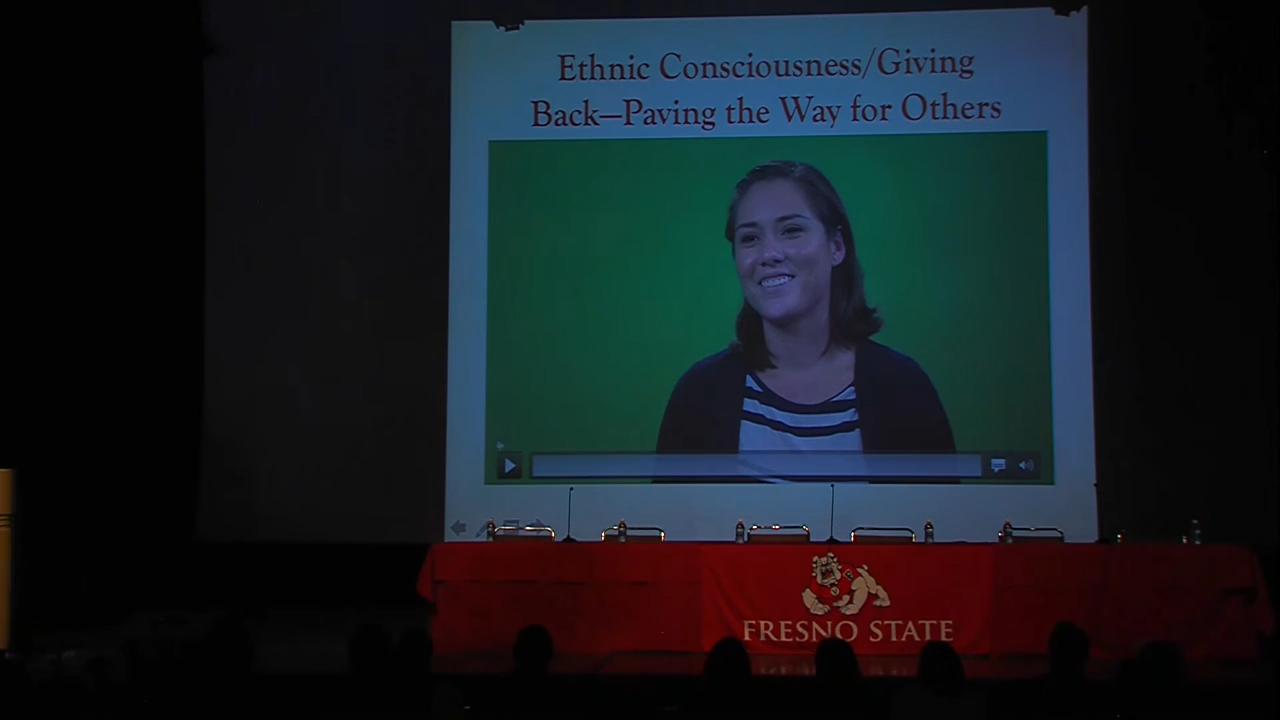 Ethnic Consciousness/Giving
Back—Paving the Way for Others
FRESNO STATE